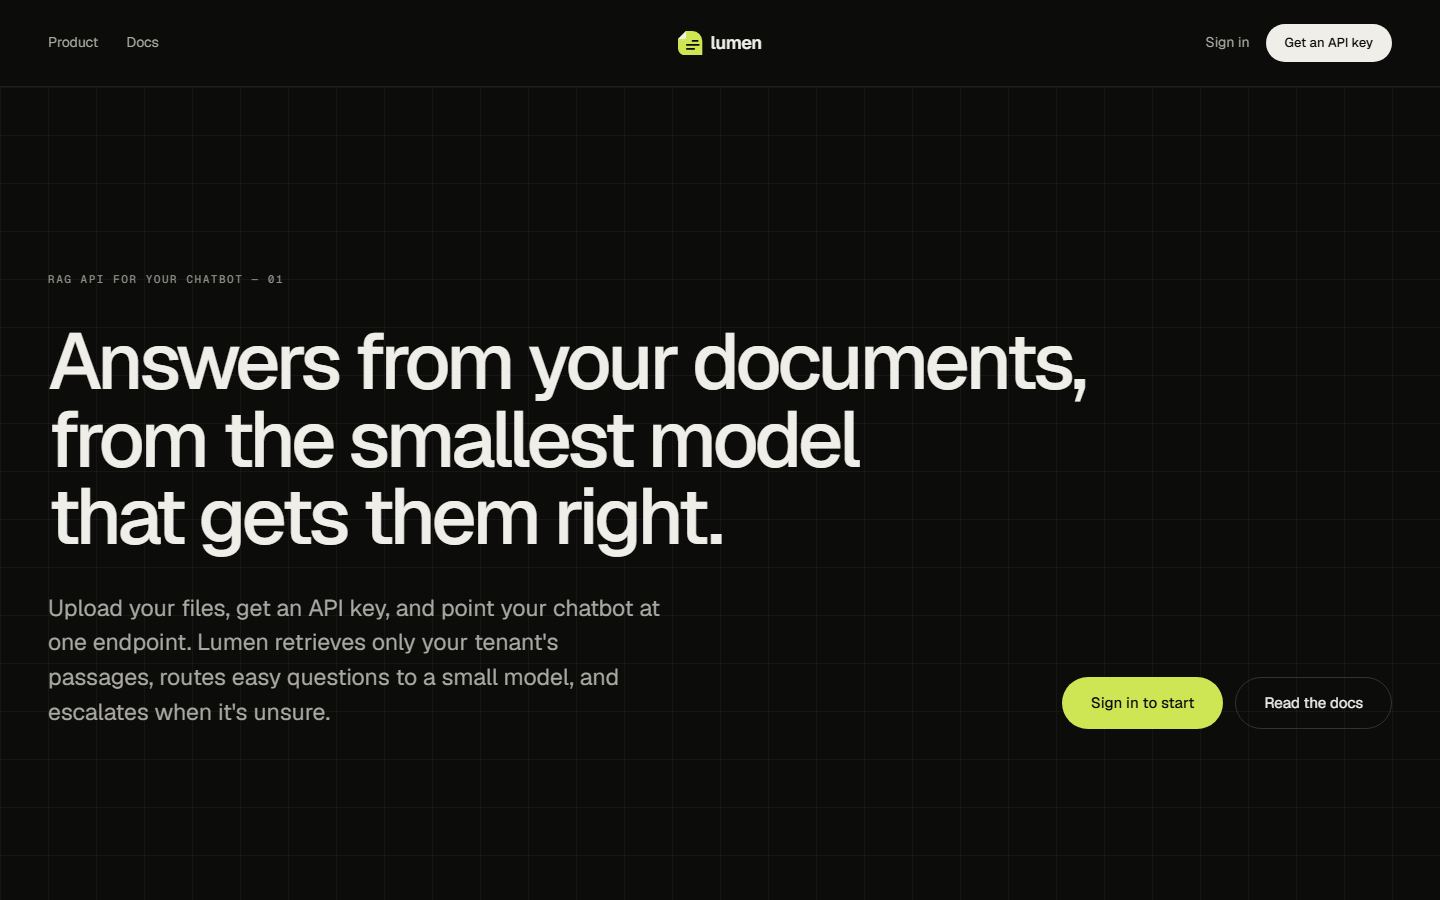 Product
Docs
lumen
Sign in
Get an API key
RAG API FOR YOUR CHATBOT — 01
Answers from your documents,
from the smallest model
that gets them right.
Upload your files, get an API key, and point your chatbot at
one endpoint. Lumen retrieves only your tenant's
passages, routes easy questions to a small model, and
escalates when it's unsure.
Sign in to start
Read the docs